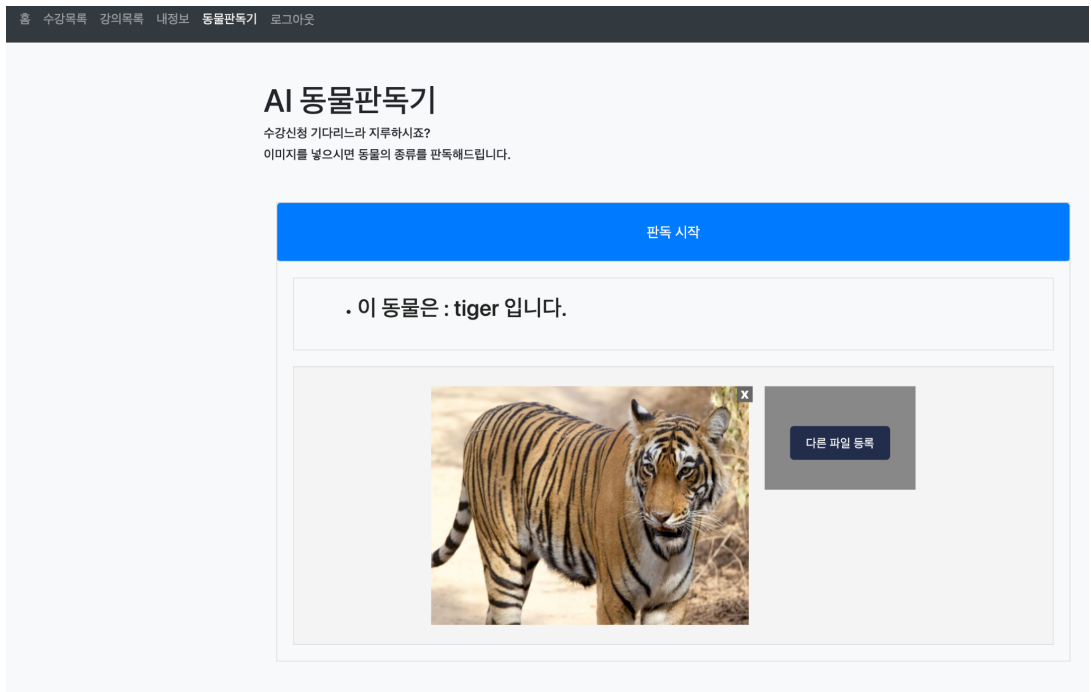 홈 수강목록 강의목록 내정보 동물판독기 로그아웃
AI 동물판독기
수강신청 기다리느라 지루하시죠?
이미지를 넣으시면 동물의 종류를 판독해드립니다.
판독 시작
• 이 동물은 : tiger 입니다.
X
다른 파일 등록